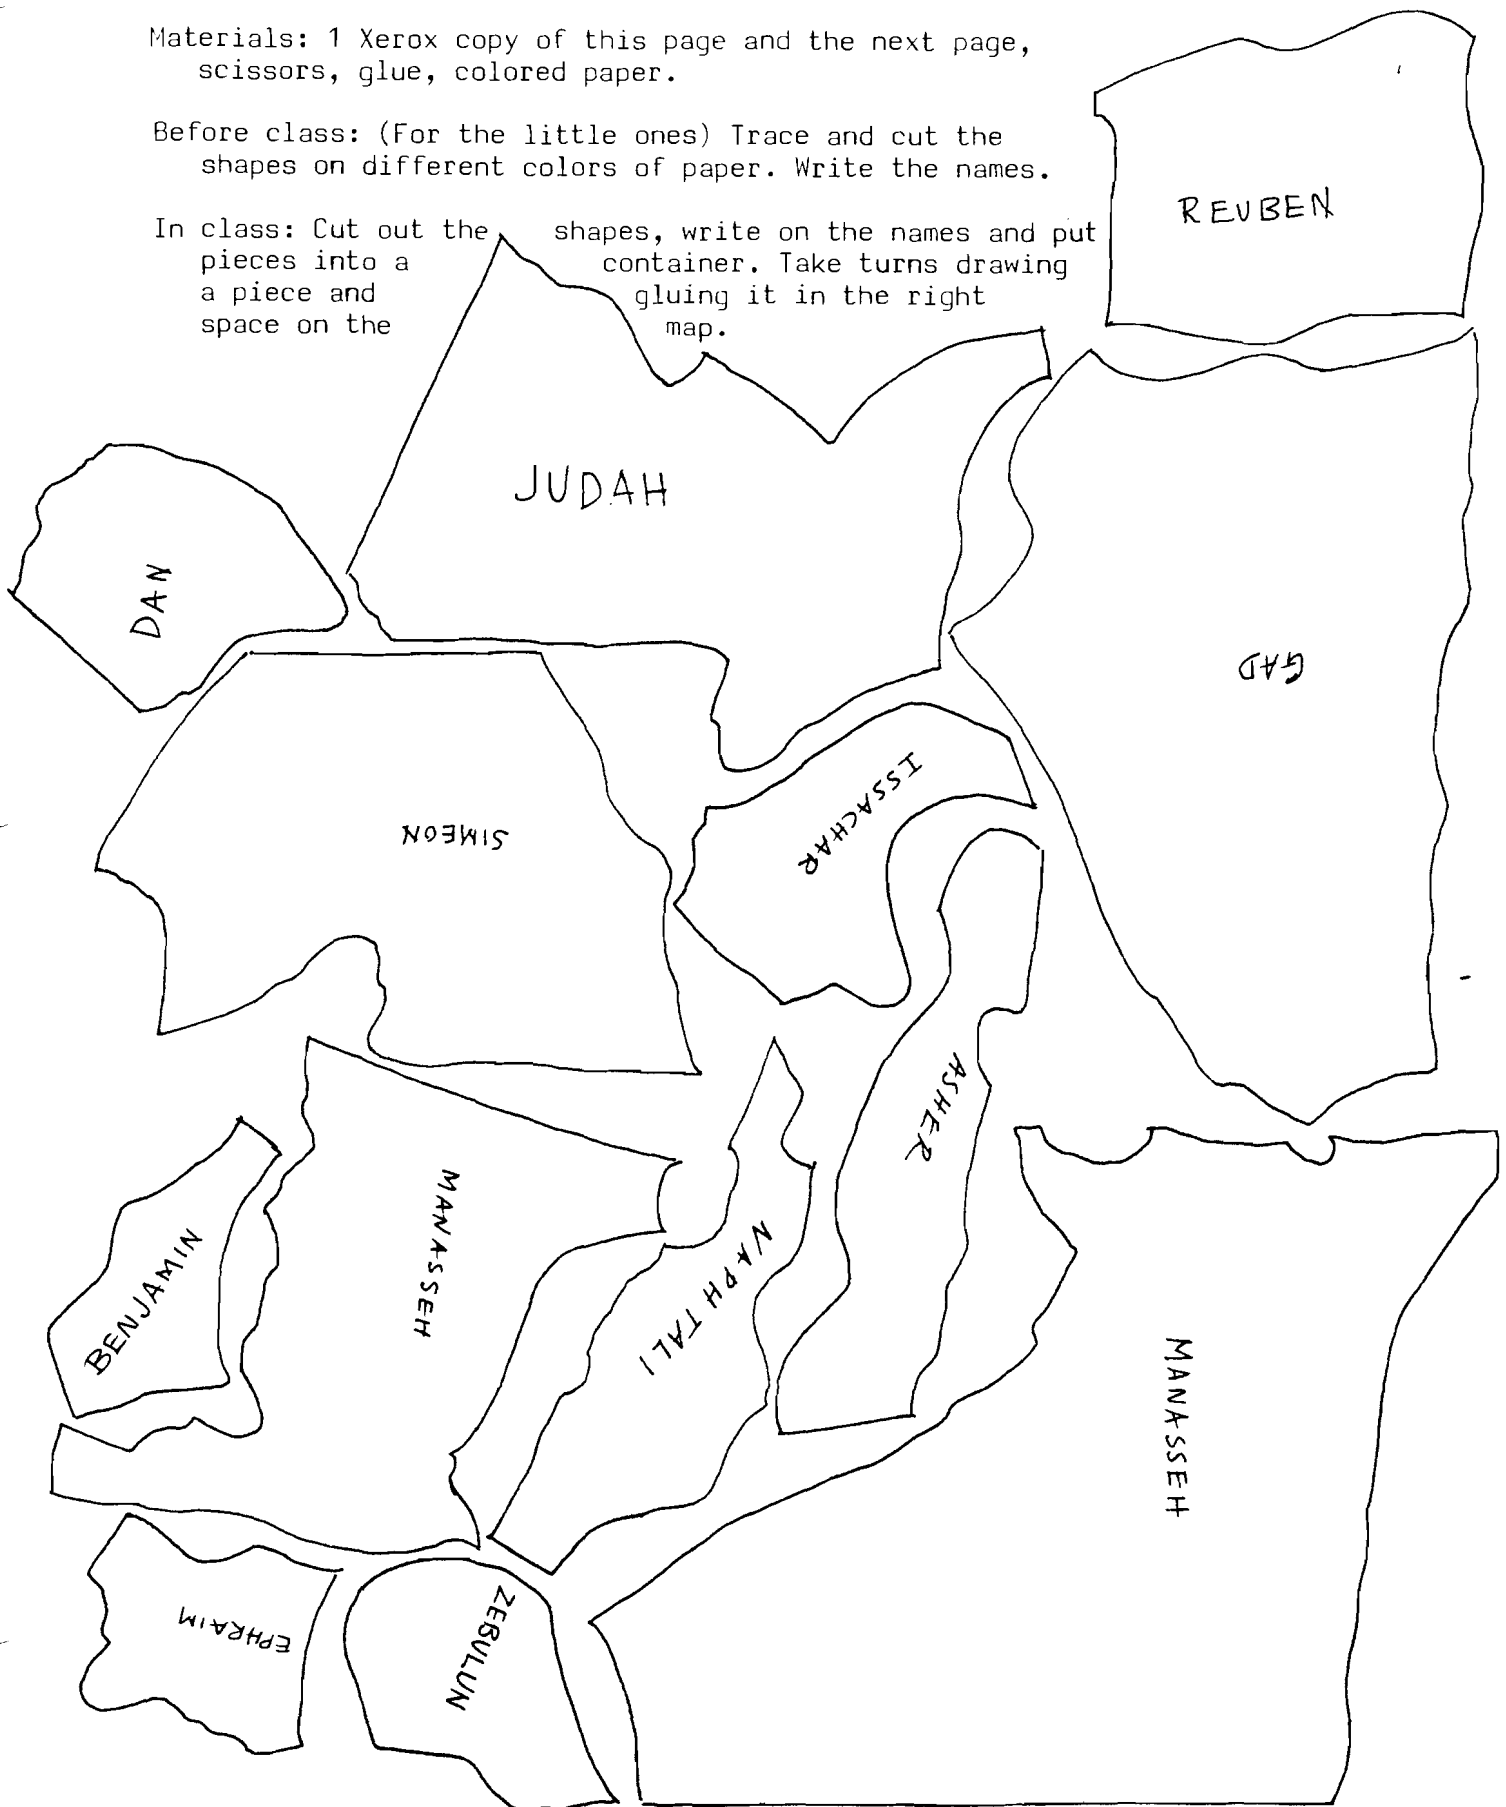 Materials: 1 Xerox copy of this page and the next page,
scissors, glue, colored paper.
Before class: (For the little ones) Trace and cut the
shapes on different colors of paper. Write the names.
In class: Cut out the shapes, write on the names and put
pieces into a container. Take turns drawing
a piece and gluing it in the right
space on the map.
REUBEN
JUDAH
DAN
GAD
ISSACHAR
SIMEON
ASHER
MANASSEH
NAPHTALI
BENJAMIN
MANASSEH
EPHRAIM
ZEBULUN